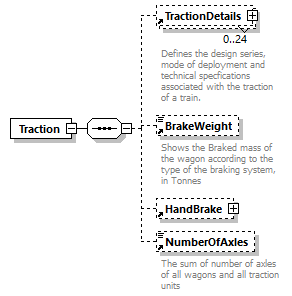 TractionDetails
0..24
Defines the design series,
mode of deployment and
technical specfications
associated with the traction
of a train.
Traction
BrakeWeight
Shows the Braked mass of
the wagon according to the
type of the braking system,
in Tonnes
HandBrake
NumberOfAxles
The sum of number of axles
of all wagons and all traction
units